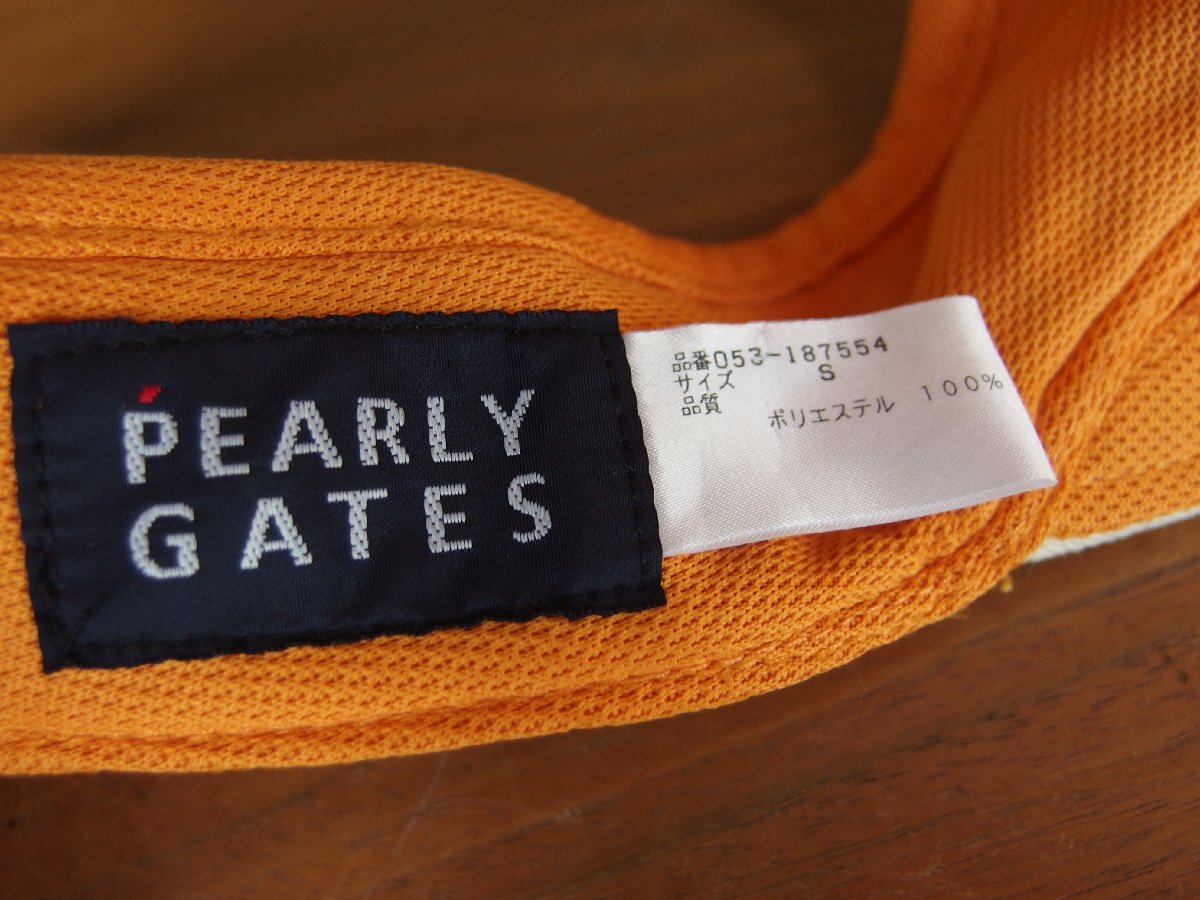 PEARLY
GATES
品番053-187554
サイズ S
品質 ポリエステル 100%